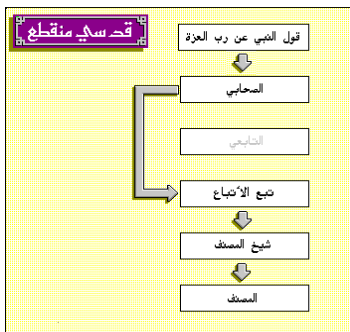 قدسي منقطع
قول النبي عن رب العزة
الصحابي
التابعي
تبع الأتباع
شيخ المصنف
المصنف